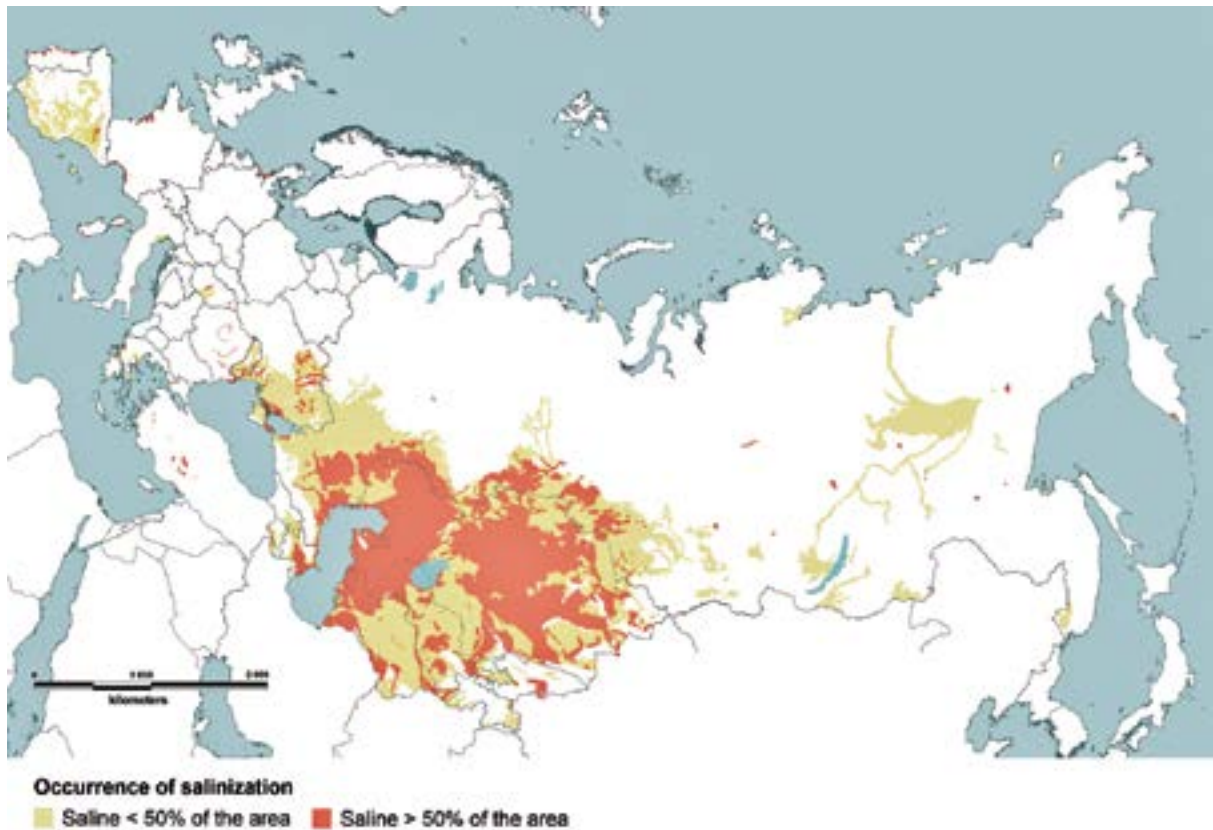 kilometers
Occurrence of salinization
Saline < 50% of the area Saline > 50% of the area